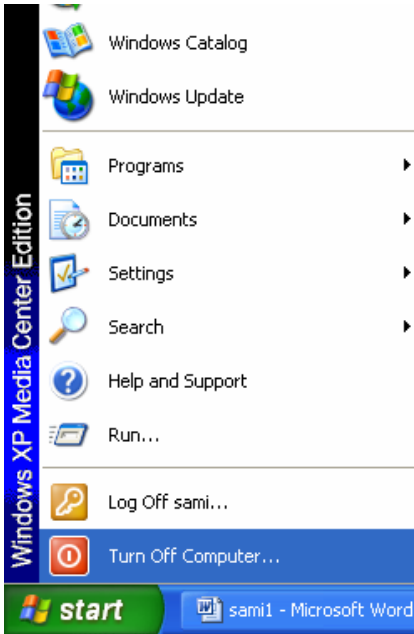 Windows Catalog
Windows Update
Programs
Documents
Settings
Search
Help and Support
Run...
Log Off sami...
Turn Off Computer...
Windows XP Media Center Edition
start
sami1 - Microsoft Word